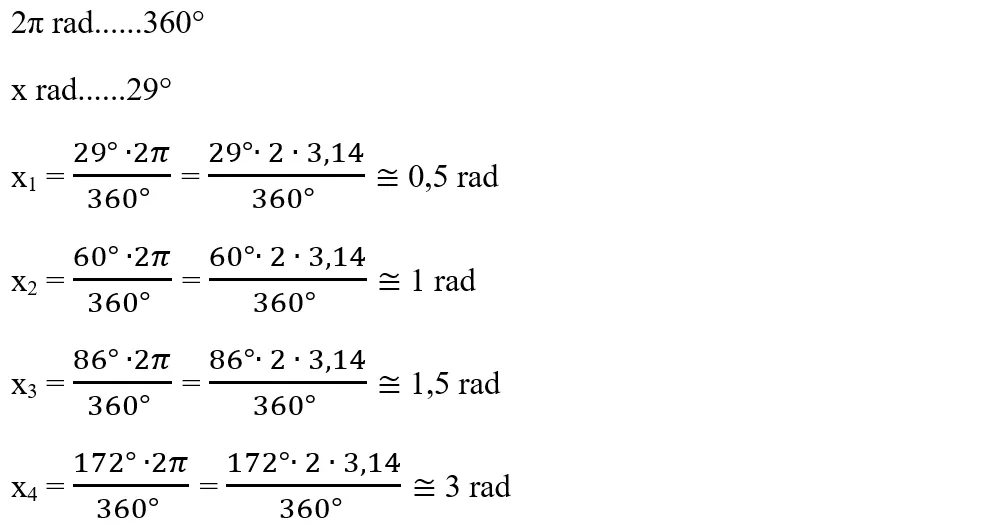 2π rad......360°
x rad......29°
x₁ = 29° ·2π / 360° = 29°· 2 · 3,14 / 360° ≅ 0,5 rad
x₂ = 60° ·2π / 360° = 60°· 2 · 3,14 / 360° ≅ 1 rad
x₃ = 86° ·2π / 360° = 86°· 2 · 3,14 / 360° ≅ 1,5 rad
x₄ = 172° ·2π / 360° = 172°· 2 · 3,14 / 360° ≅ 3 rad